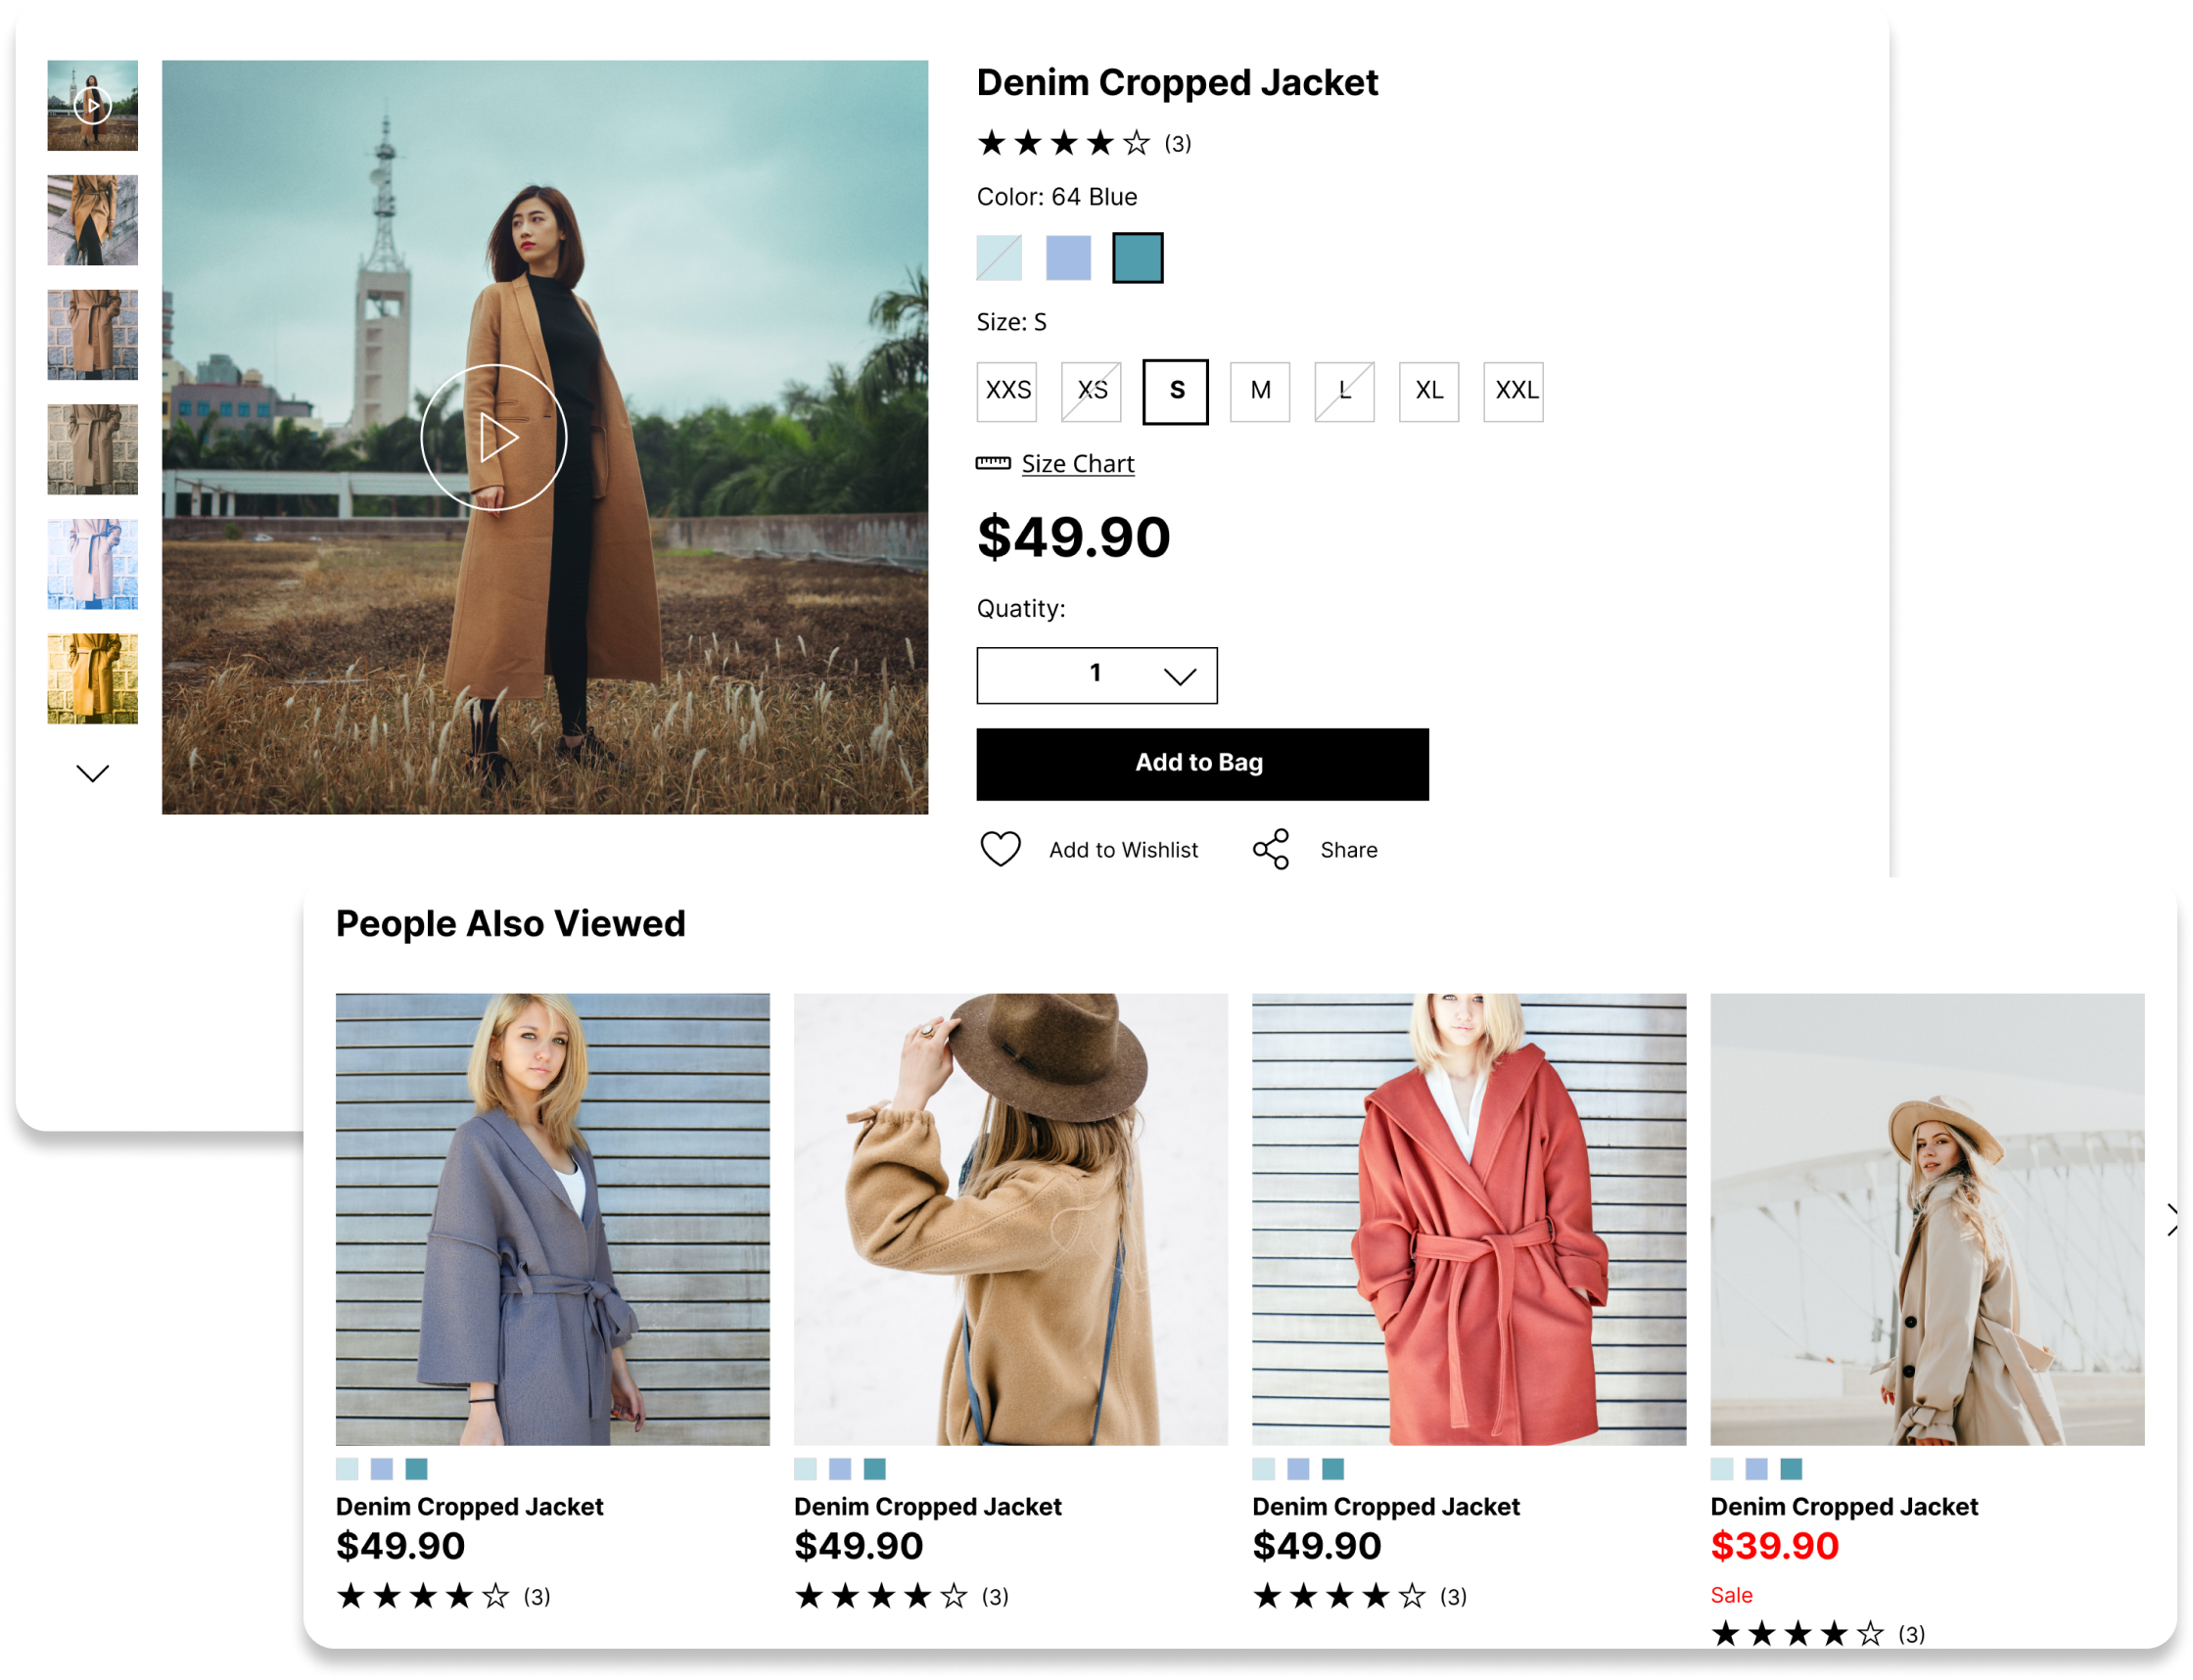 Denim Cropped Jacket
(3)
Color: 64 Blue
Size: S
XXS XS S M L XL XXL
Size Chart
$49.90
Quatity:
1
Add to Bag
Add to Wishlist Share
People Also Viewed
Denim Cropped Jacket
$49.90
(3)
Denim Cropped Jacket
$49.90
(3)
Denim Cropped Jacket
$49.90
(3)
Denim Cropped Jacket
$39.90
Sale
(3)